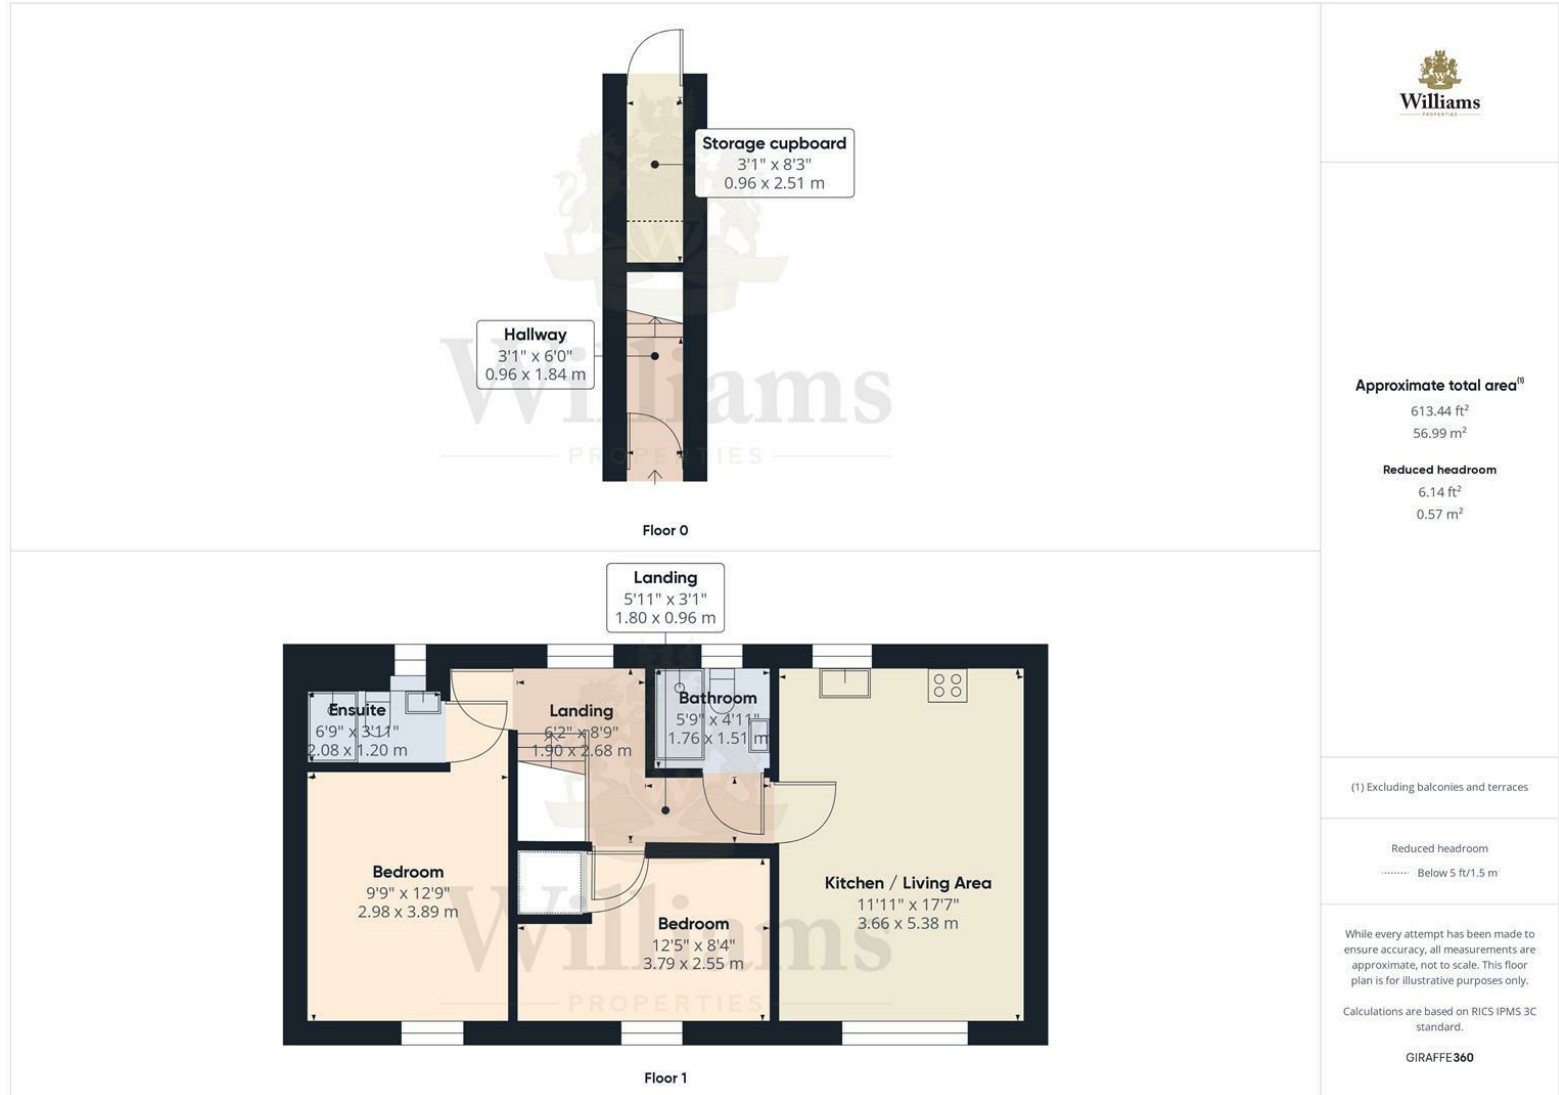 Storage cupboard
3'1" x 8'3"
0.96 x 2.51 m
Hallway
3'1" x 6'0"
0.96 x 1.84 m
Williams
PROPERTIES
Floor 0
Landing
5'11" x 3'1"
1.80 x 0.96 m
Ensuite
6'9" x 3'11"
2.08 x 1.20 m
Landing
6'2" x 8'9"
1.90 x 2.68 m
Bathroom
5'9" x 4'11"
1.76 x 1.51 m
Bedroom
9'9" x 12'9"
2.98 x 3.89 m
Bedroom
12'5" x 8'4"
3.79 x 2.55 m
Kitchen / Living Area
11'11" x 17'7"
3.66 x 5.38 m
Williams
PROPERTIES
Floor 1
Williams
PROPERTIES
Approximate total area(1)
613.44 ft²
56.99 m²
Reduced headroom
6.14 ft²
0.57 m²
(1) Excluding balconies and terraces
Reduced headroom
Below 5 ft/1.5 m
While every attempt has been made to
ensure accuracy, all measurements are
approximate, not to scale. This floor
plan is for illustrative purposes only.
Calculations are based on RICS IPMS 3C
standard.
GIRAFFE360